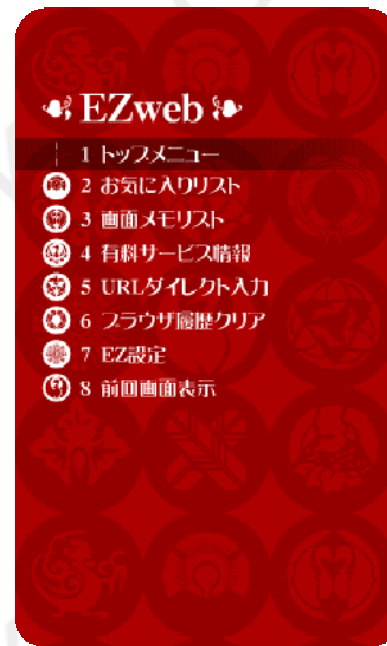 EZweb
1 トップメニュー
2 お気に入りリスト
3 画面メモリスト
4 有料サービス情報
5 URLダイレクト入力
6 ブラウザ履歴クリア
7 EZ設定
8 前回画面表示